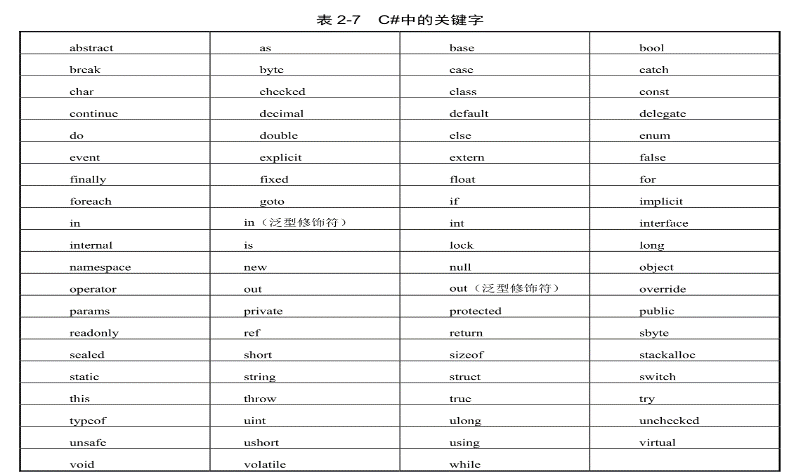 表 2-7 C#中的关键字
abstract as base bool
break byte case catch
char checked class const
continue decimal default delegate
do double else enum
event explicit extern false
finally fixed float for
foreach goto if implicit
in in（泛型修饰符） int interface
internal is lock long
namespace new null object
operator out out（泛型修饰符） override
params private protected public
readonly ref return sbyte
sealed short sizeof stackalloc
static string struct switch
this throw true try
typeof uint ulong unchecked
unsafe ushort using virtual
void volatile while